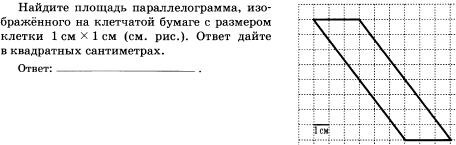 Найдите площадь параллелограмма, изо-
бражённого на клетчатой бумаге с размером
клетки 1 см × 1 см (см. рис.). Ответ дайте
в квадратных сантиметрах.
Ответ: ____________________ .
1 см